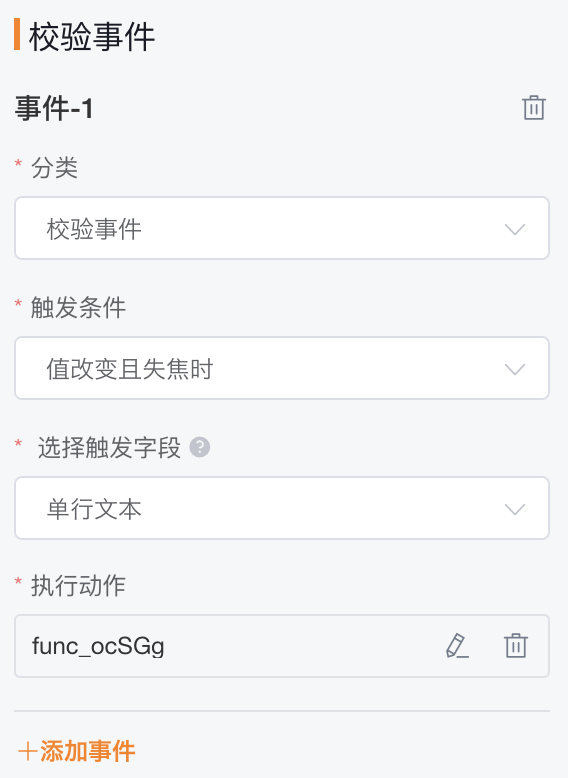 校验事件
事件-1
* 分类
校验事件
* 触发条件
值改变且失焦时
* 选择触发字段 ?
单行文本
* 执行动作
func_ocSGg
+添加事件